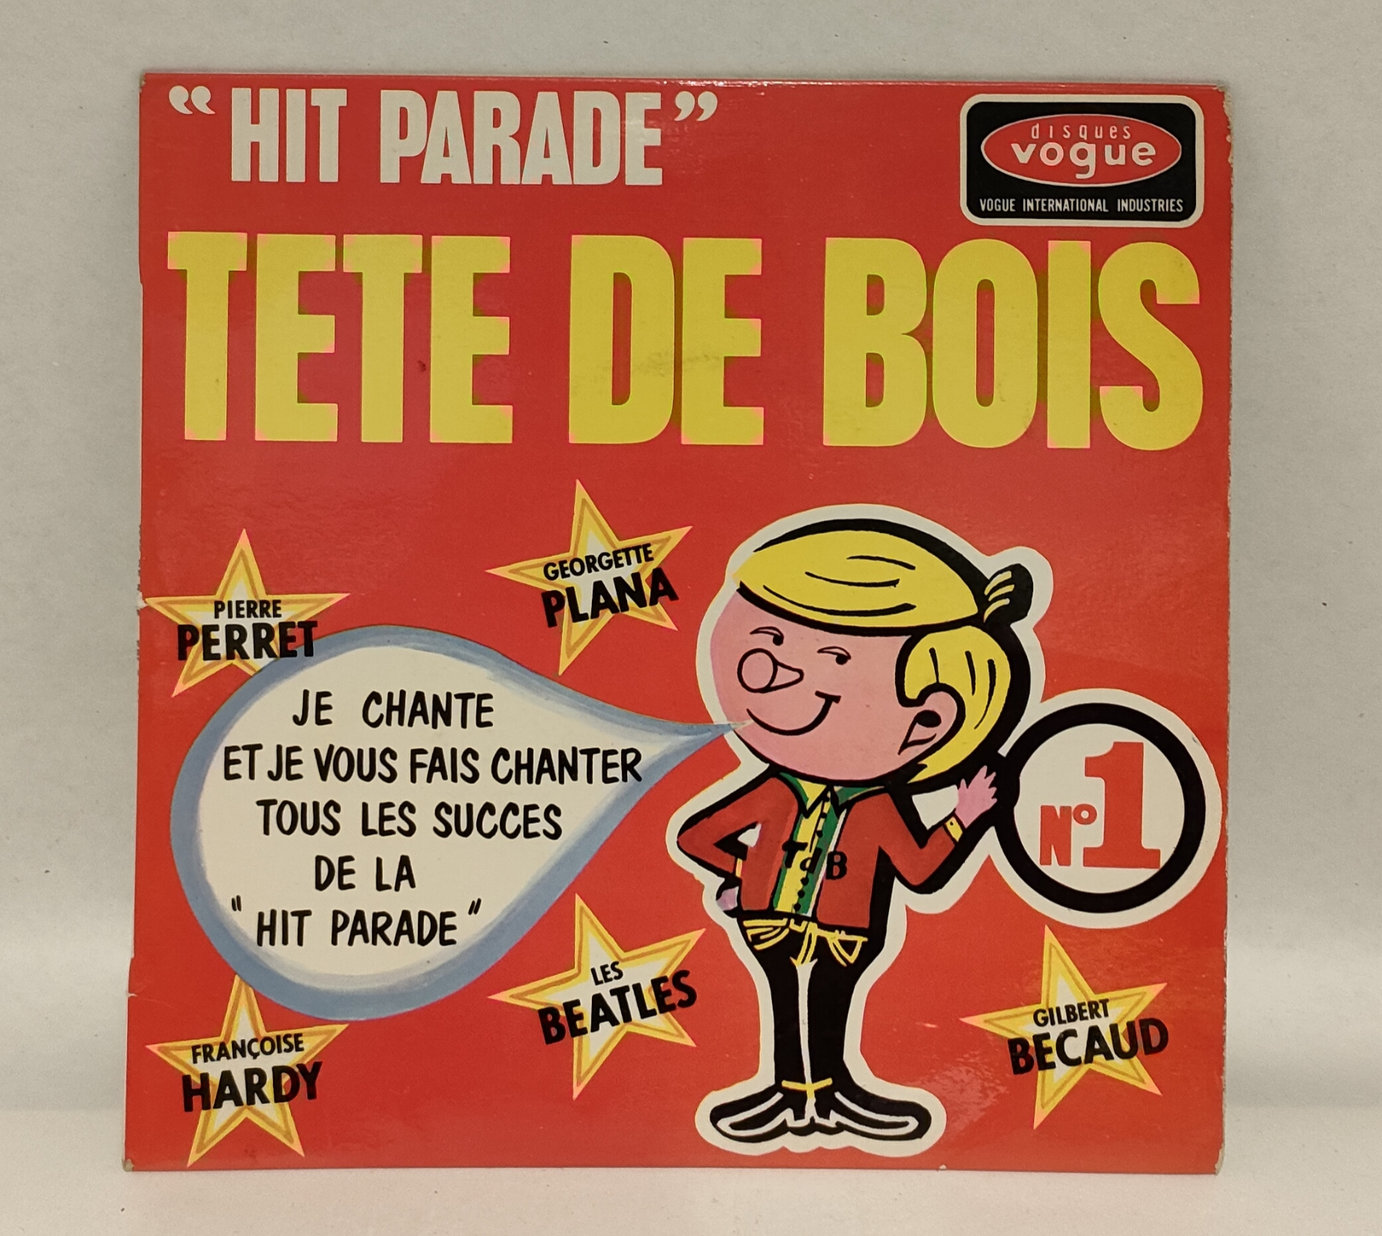 “HIT PARADE”
disques
vogue
VOGUE INTERNATIONAL INDUSTRIES
TETE DE BOIS
GEORGETTE
PLANA
PIERRE
PERRET
JE CHANTE
ET JE VOUS FAIS CHANTER
TOUS LES SUCCES
DE LA
"HIT PARADE"
Nº1
TdB
LES
BEATLES
GILBERT
BECAUD
FRANÇOISE
HARDY